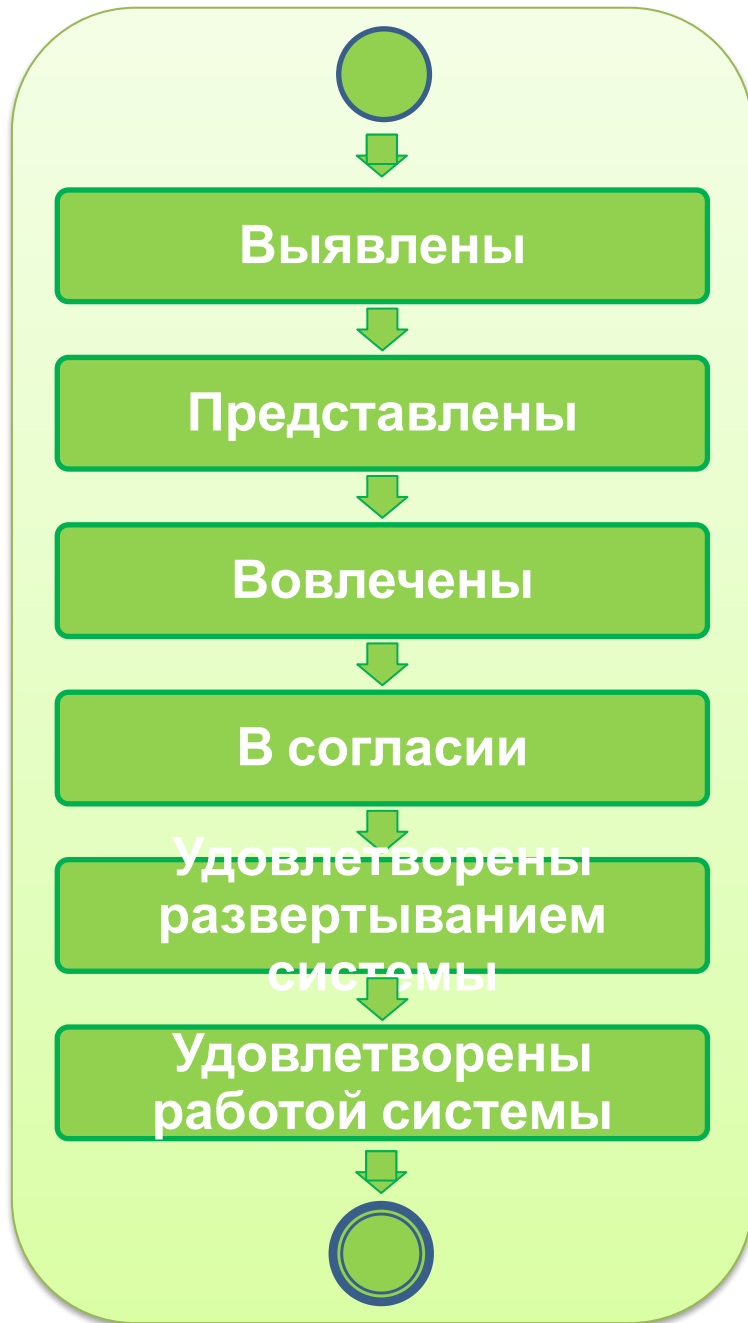 Выявлены
Представлены
Вовлечены
В согласии
Удовлетворены
развертыванием
системы
Удовлетворены
работой системы